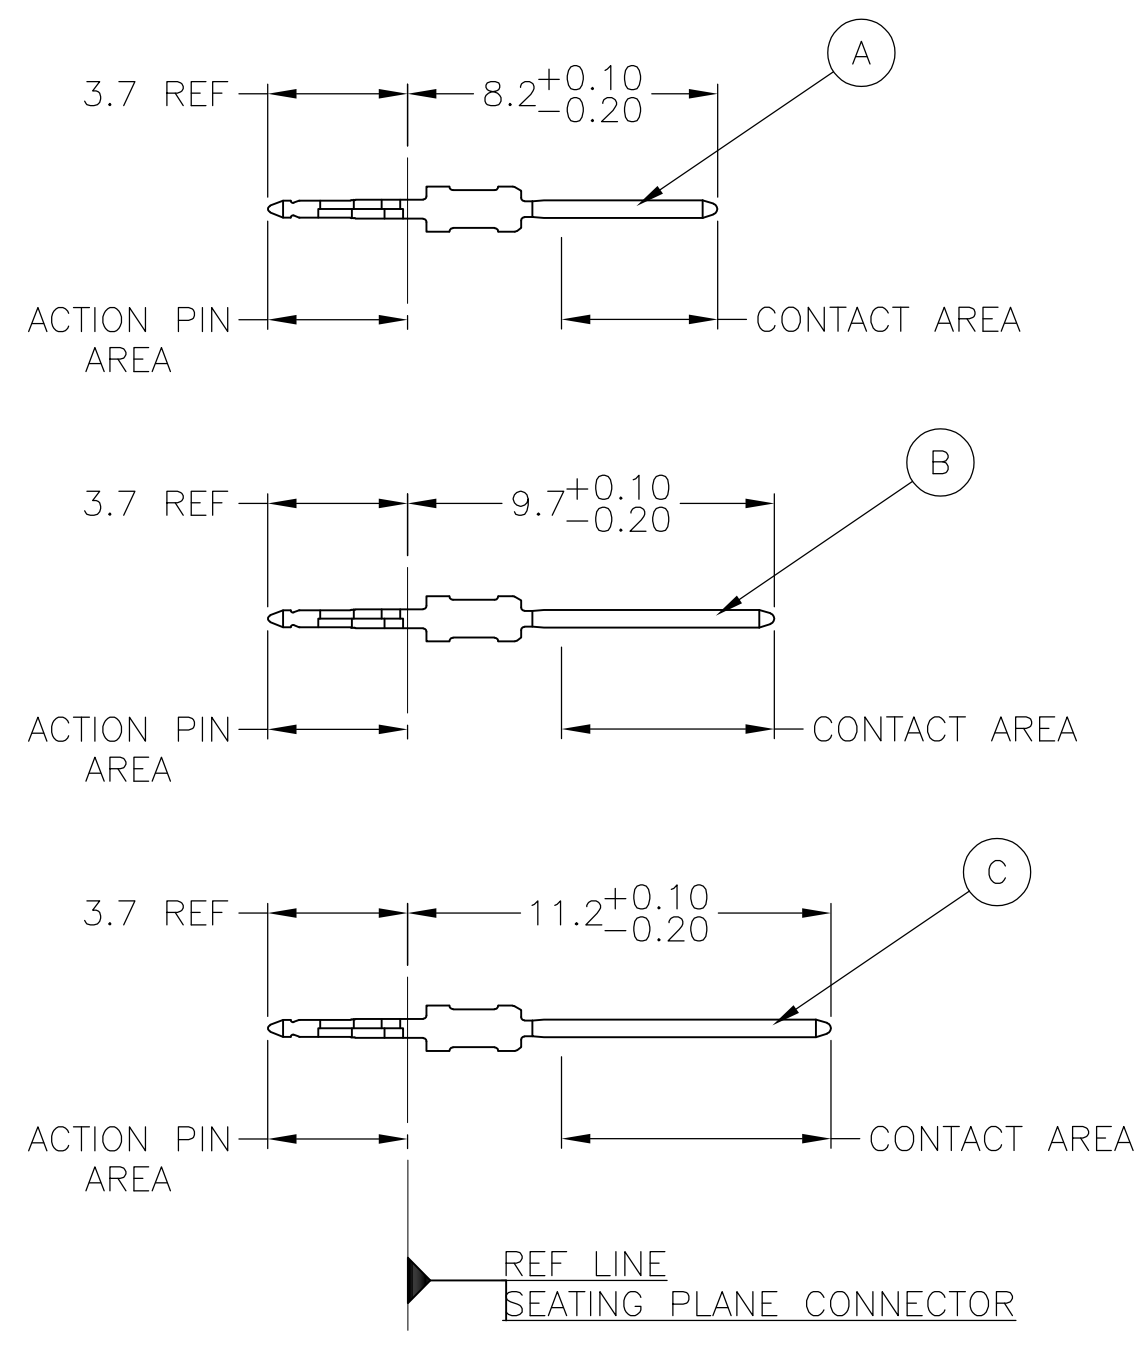 A
3.7 REF 8.2 +0.10
-0.20
ACTION PIN CONTACT AREA
AREA
B
3.7 REF 9.7 +0.10
-0.20
ACTION PIN CONTACT AREA
AREA
C
3.7 REF 11.2 +0.10
-0.20
ACTION PIN CONTACT AREA
AREA
REF LINE
SEATING PLANE CONNECTOR